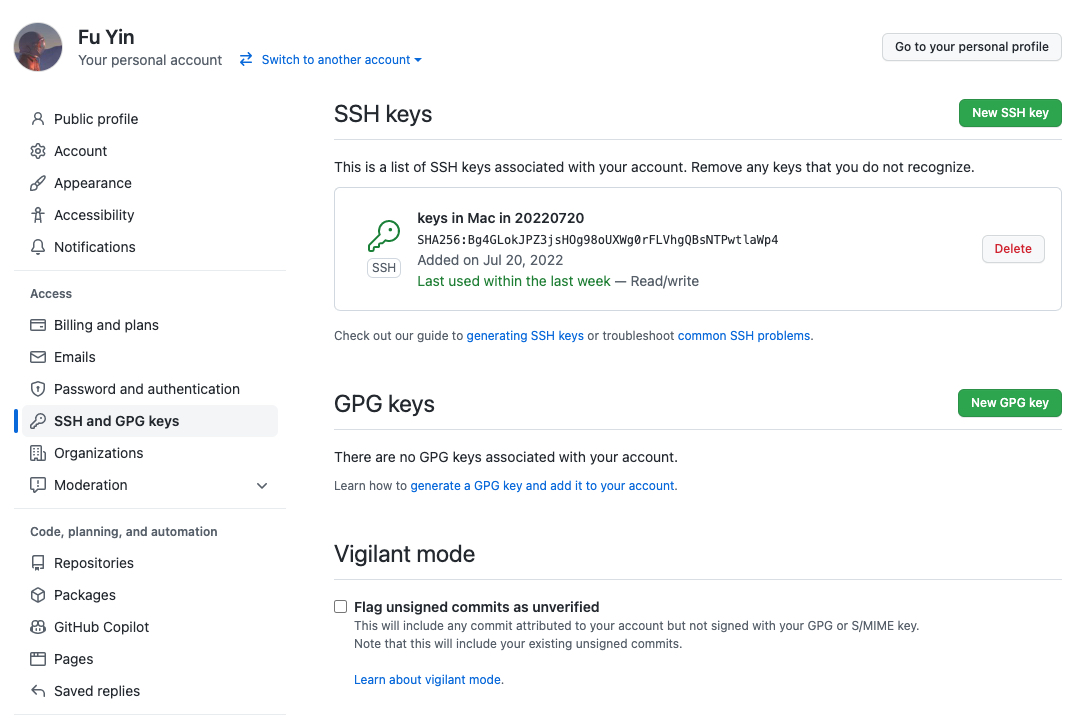 Fu Yin
Your personal account
Switch to another account
Go to your personal profile
Public profile
Account
Appearance
Accessibility
Notifications
Access
Billing and plans
Emails
Password and authentication
SSH and GPG keys
Organizations
Moderation
Code, planning, and automation
Repositories
Packages
GitHub Copilot
Pages
Saved replies
SSH keys
New SSH key
This is a list of SSH keys associated with your account. Remove any keys that you do not recognize.
keys in Mac in 20220720
SHA256:Bg4GLokJPZ3jsHOg98oUXWg0rFLVhgQBsNTPwtlaWp4
Added on Jul 20, 2022
Last used within the last week — Read/write
SSH
Delete
Check out our guide to generating SSH keys or troubleshoot common SSH problems.
GPG keys
New GPG key
There are no GPG keys associated with your account.
Learn how to generate a GPG key and add it to your account.
Vigilant mode
Flag unsigned commits as unverified
This will include any commit attributed to your account but not signed with your GPG or S/MIME key.
Note that this will include your existing unsigned commits.
Learn about vigilant mode.